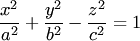 x²/a² + y²/b² − z²/c² = 1